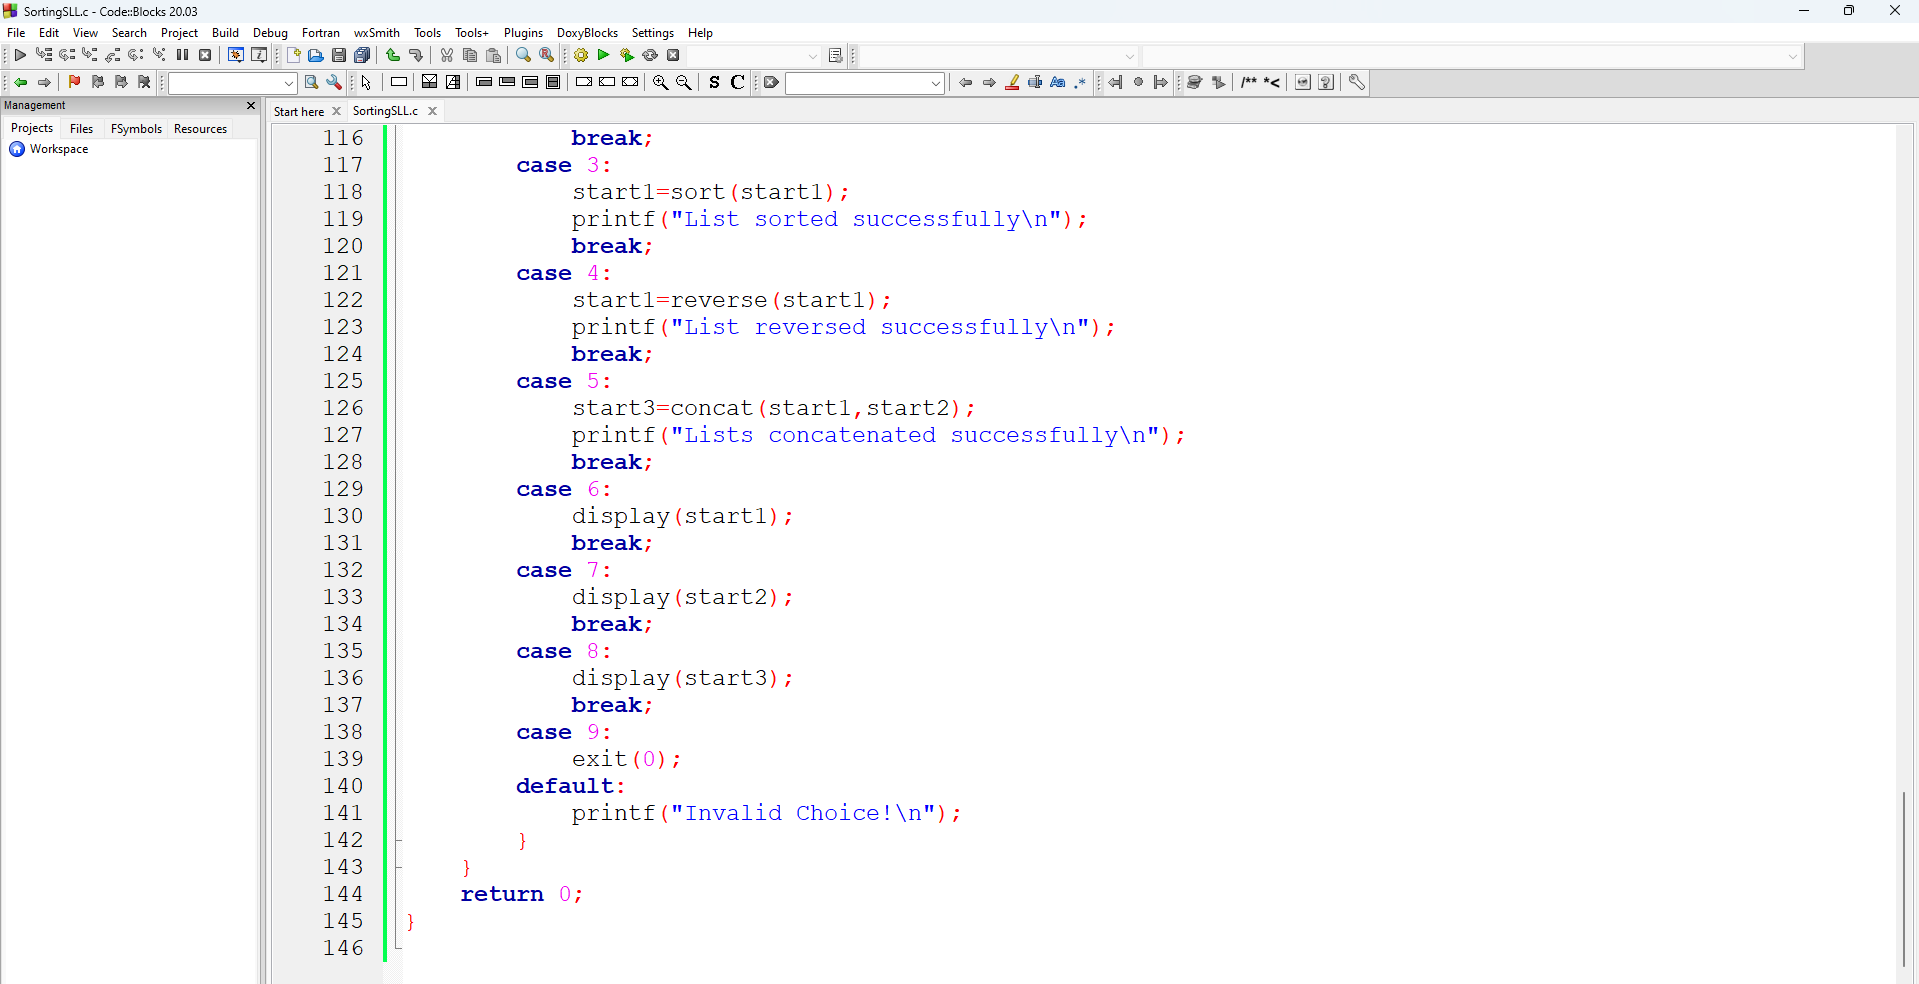 SortingSLL.c - Code::Blocks 20.03
File Edit View Search Project Build Debug Fortran wxSmith Tools Tools+ Plugins DoxyBlocks Settings Help
S C /** *<
Management
Start here SortingSLL.c
Projects Files FSymbols Resources
Workspace
116 break;
117 case 3:
118 start1=sort(start1);
119 printf("List sorted successfully\n");
120 break;
121 case 4:
122 start1=reverse(start1);
123 printf("List reversed successfully\n");
124 break;
125 case 5:
126 start3=concat(start1,start2);
127 printf("Lists concatenated successfully\n");
128 break;
129 case 6:
130 display(start1);
131 break;
132 case 7:
133 display(start2);
134 break;
135 case 8:
136 display(start3);
137 break;
138 case 9:
139 exit(0);
140 default:
141 printf("Invalid Choice!\n");
142 }
143 }
144 return 0;
145 }
146